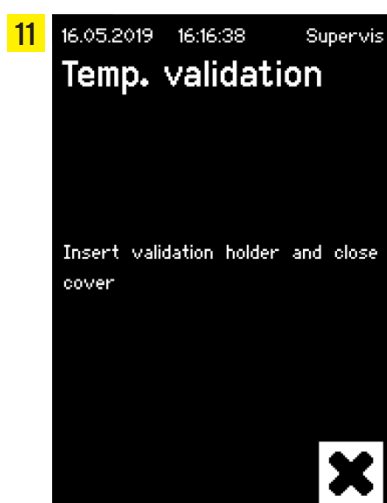 11
16.05.2019 16:16:38 Supervis
Temp. validation
Insert validation holder and close
cover